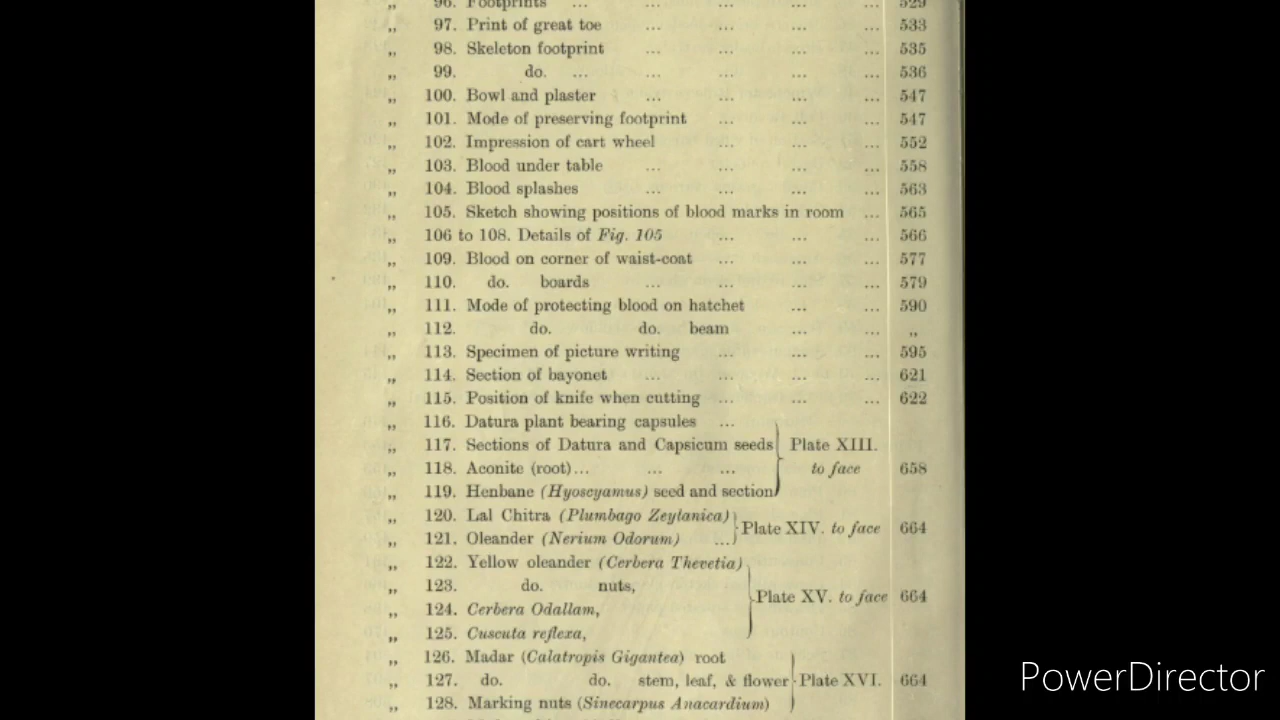 „ 96. Footprints ... ... ... ... ... 529
„ 97. Print of great toe ... ... ... ... 533
„ 98. Skeleton footprint ... ... ... ... 535
„ 99. do. ... ... ... ... ... 536
„ 100. Bowl and plaster ... ... ... ... 547
„ 101. Mode of preserving footprint ... ... ... 547
„ 102. Impression of cart wheel ... ... ... 552
„ 103. Blood under table ... ... ... ... 558
„ 104. Blood splashes ... ... ... ... 563
„ 105. Sketch showing positions of blood marks in room ... 565
„ 106 to 108. Details of Fig. 105 ... ... ... 566
„ 109. Blood on corner of waist-coat ... ... ... 577
„ 110. do. boards ... ... ... ... 579
„ 111. Mode of protecting blood on hatchet ... ... 590
„ 112. do. do. beam ... ... „
„ 113. Specimen of picture writing ... ... ... 595
„ 114. Section of bayonet ... ... ... ... 621
„ 115. Position of knife when cutting ... ... ... 622
„ 116. Datura plant bearing capsules ...
„ 117. Sections of Datura and Capsicum seeds Plate XIII.
„ 118. Aconite (root)... ... ... to face 658
„ 119. Henbane (Hyoscyamus) seed and section
„ 120. Lal Chitra (Plumbago Zeylanica)
Plate XIV. to face 664
„ 121. Oleander (Nerium Odorum) ...
„ 122. Yellow oleander (Cerbera Thevetia)
„ 123. do. nuts,
Plate XV. to face 664
„ 124. Cerbera Odallam,
„ 125. Cuscuta reflexa,
„ 126. Madar (Calatropis Gigantea) root
„ 127. do. do. stem, leaf, & flower Plate XVI. 664
„ 128. Marking nuts (Sinecarpus Anacardium)
PowerDirector